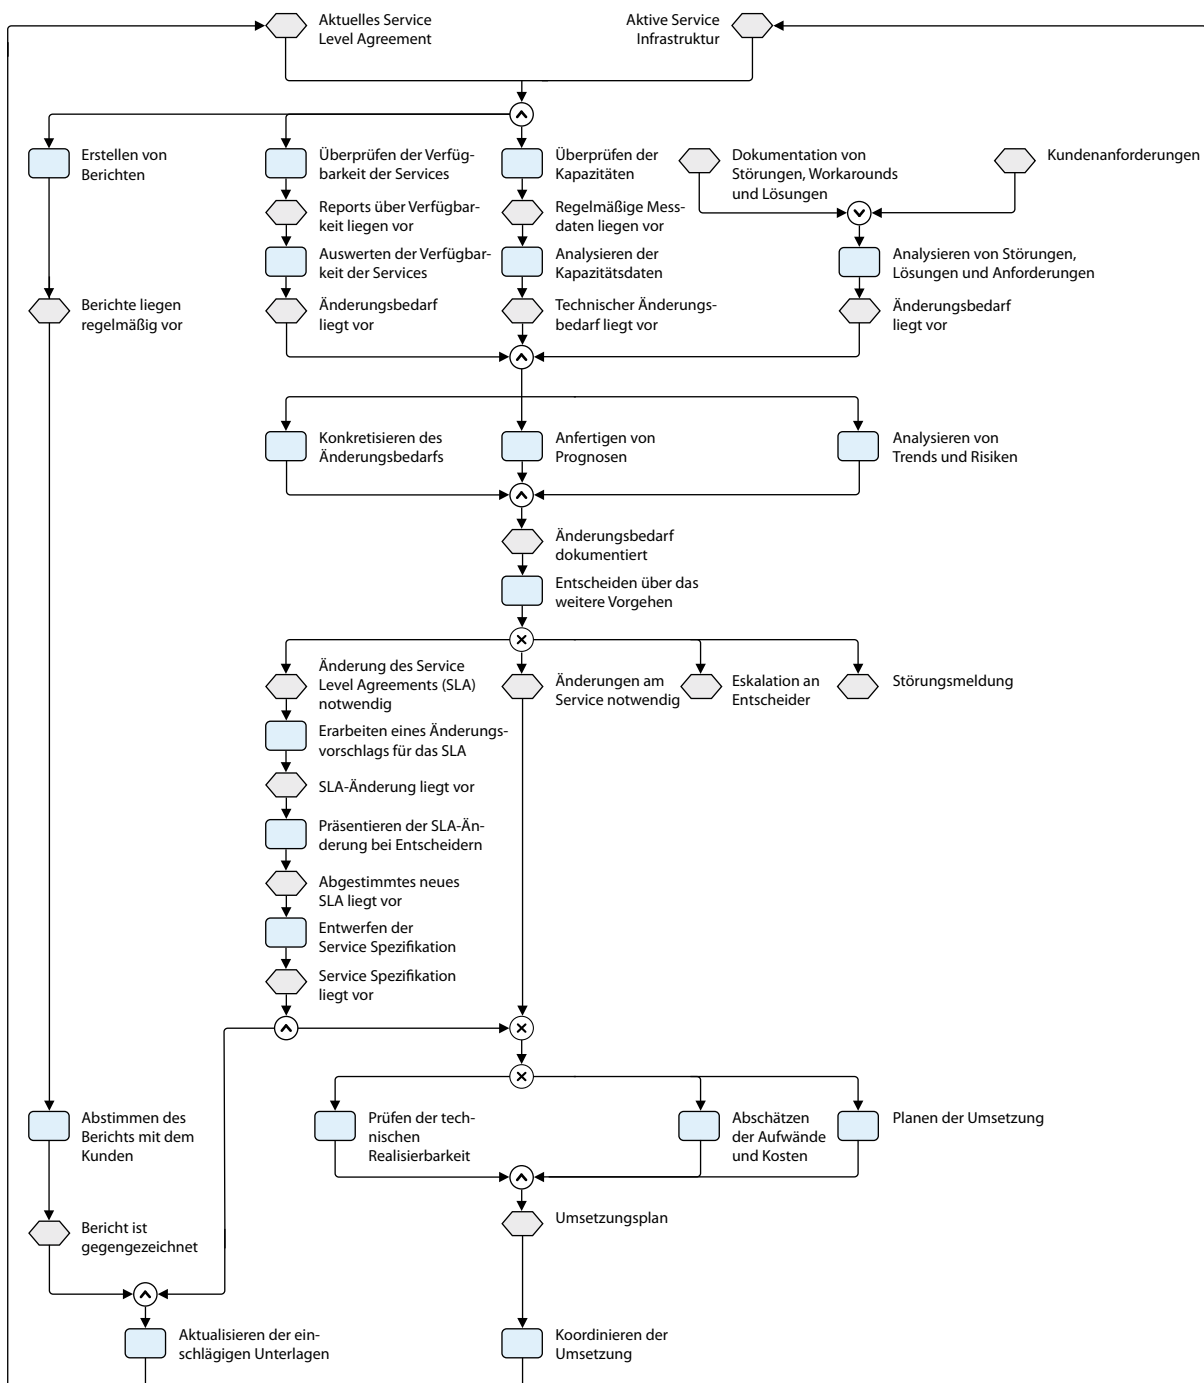 Aktuelles Service
Level Agreement
Aktive Service
Infrastruktur
Erstellen von
Berichten
Überprüfen der Verfüg-
barkeit der Services
Überprüfen der
Kapazitäten
Dokumentation von
Störungen, Workarounds
und Lösungen
Kundenanforderungen
Reports über Verfügbar-
keit liegen vor
Regelmäßige Mess-
daten liegen vor
Auswerten der Verfügbar-
keit der Services
Analysieren der
Kapazitätsdaten
Analysieren von Störungen,
Lösungen und Anforderungen
Berichte liegen
regelmäßig vor
Änderungsbedarf
liegt vor
Technischer Änderungs-
bedarf liegt vor
Änderungsbedarf
liegt vor
Konkretisieren des
Änderungsbedarfs
Anfertigen von
Prognosen
Analysieren von
Trends und Risiken
Änderungsbedarf
dokumentiert
Entscheiden über das
weitere Vorgehen
Änderung des Service
Level Agreements (SLA)
notwendig
Änderungen am
Service notwendig
Eskalation an
Entscheider
Störungsmeldung
Erarbeiten eines Änderungs-
vorschlags für das SLA
SLA-Änderung liegt vor
Präsentieren der SLA-Än-
derung bei Entscheidern
Abgestimmtes neues
SLA liegt vor
Entwerfen der
Service Spezifikation
Service Spezifikation
liegt vor
Abstimmen des
Berichts mit dem
Kunden
Prüfen der tech-
nischen
Realisierbarkeit
Abschätzen
der Aufwände
und Kosten
Planen der Umsetzung
Bericht ist
gegengezeichnet
Umsetzungsplan
Aktualisieren der ein-
schlägigen Unterlagen
Koordinieren der
Umsetzung